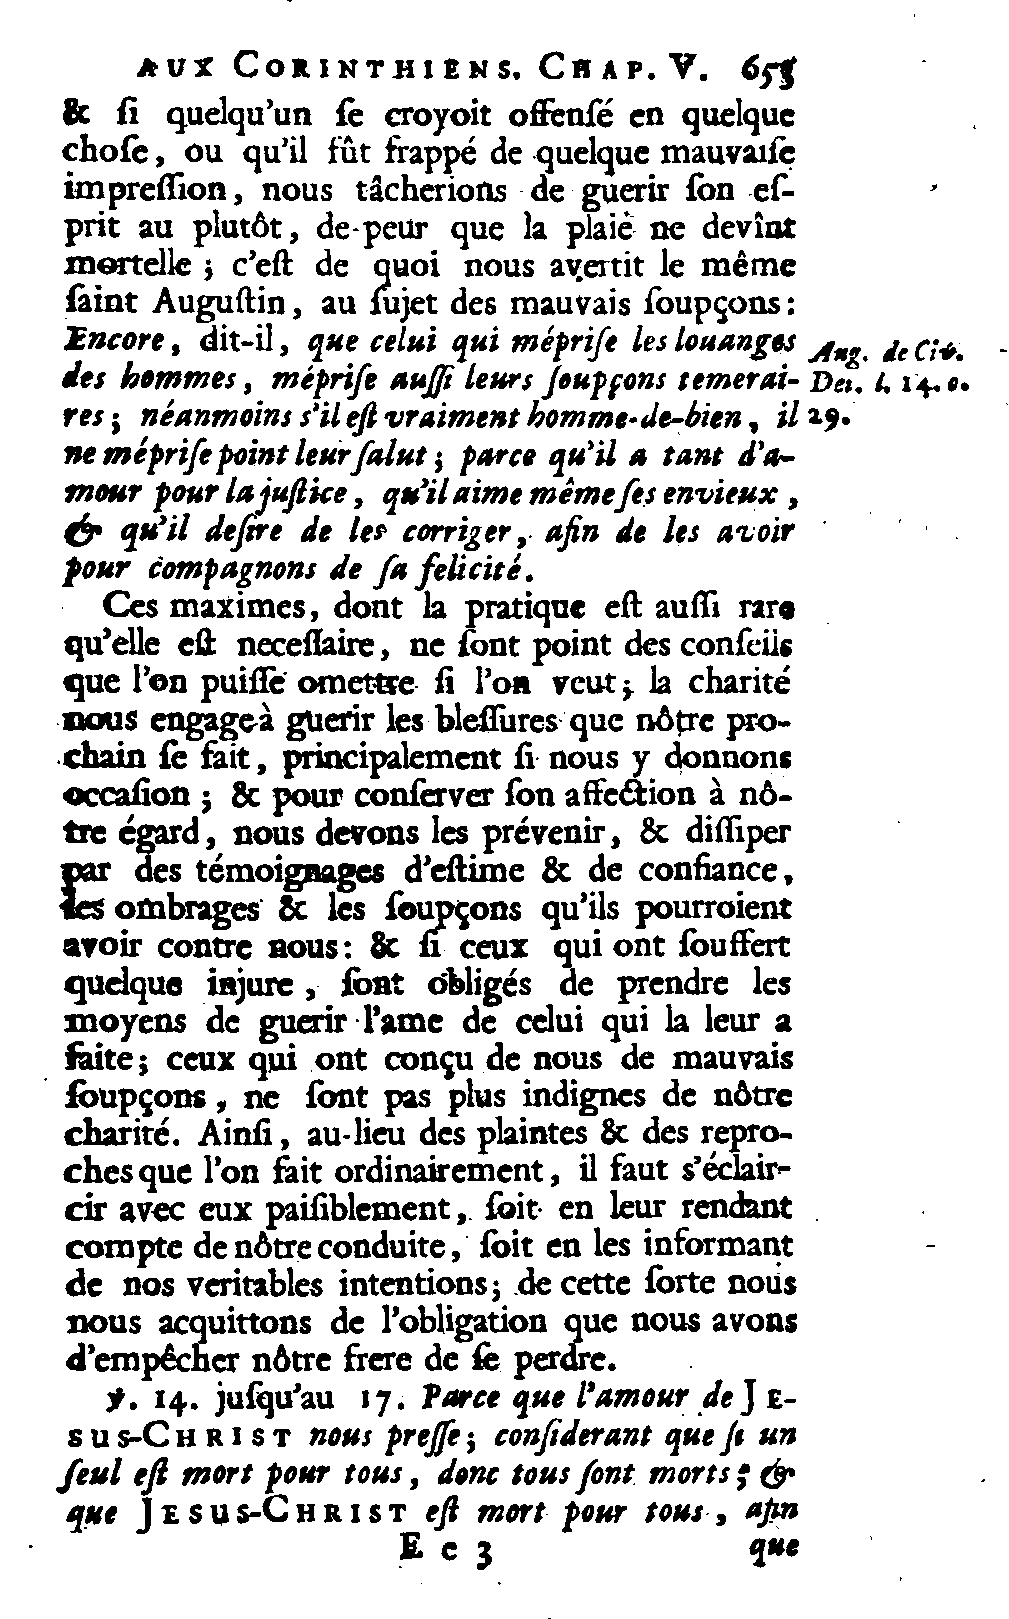 AUX CORINTHIENS. CHAP. V. 653
& ſi quelqu'un ſe croyoit offenſé en quelque
choſe, ou qu'il fût frappé de quelque mauvaiſe
impreſſion, nous tâcherions de guerir ſon eſ-
prit au plutôt, de-peur que la plaie ne devînt
mortelle ; c'eſt de quoi nous avertit le même
ſaint Auguſtin, au ſujet des mauvais ſoupçons:
Encore, dit-il, que celui qui mépriſe les louanges
des hommes, mépriſe auſſi leurs ſoupçons temerai-
res ; néanmoins s'il eſt vraiment homme-de-bien, il
ne mépriſe point leur ſalut ; parce qu'il a tant d'a-
mour pour la juſtice, qu'il aime même ſes envieux,
& qu'il deſire de les corriger, afin de les avoir
pour compagnons de ſa felicité.
Aug. de Civ.
Dei. l. 14. c.
29.
Ces maximes, dont la pratique eſt auſſi rare
qu'elle eſt neceſſaire, ne ſont point des conſeils
que l'on puiſſe omettre ſi l'on veut ; la charité
nous engage à guerir les bleſſures que nôtre pro-
chain ſe fait, principalement ſi nous y donnons
occaſion ; & pour conſerver ſon affection à nô-
tre égard, nous devons les prévenir, & diſſiper
par des témoignages d'eſtime & de confiance,
les ombrages & les ſoupçons qu'ils pourroient
avoir contre nous: & ſi ceux qui ont ſouffert
quelque injure, ſont obligés de prendre les
moyens de guerir l'ame de celui qui la leur a
faite ; ceux qui ont conçu de nous de mauvais
ſoupçons, ne ſont pas plus indignes de nôtre
charité. Ainſi, au-lieu des plaintes & des repro-
ches que l'on fait ordinairement, il faut s'éclair-
cir avec eux paiſiblement, ſoit en leur rendant
compte de nôtre conduite, ſoit en les informant
de nos veritables intentions ; de cette ſorte nous
nous acquittons de l'obligation que nous avons
d'empêcher nôtre frere de ſe perdre.
℣. 14. juſqu'au 17. Parce que l'amour de JE-
SUS-CHRIST nous preſſe ; conſiderant que ſi un
ſeul eſt mort pour tous, donc tous ſont morts ; &
que JESUS-CHRIST eſt mort pour tous, afin
E e 3 que